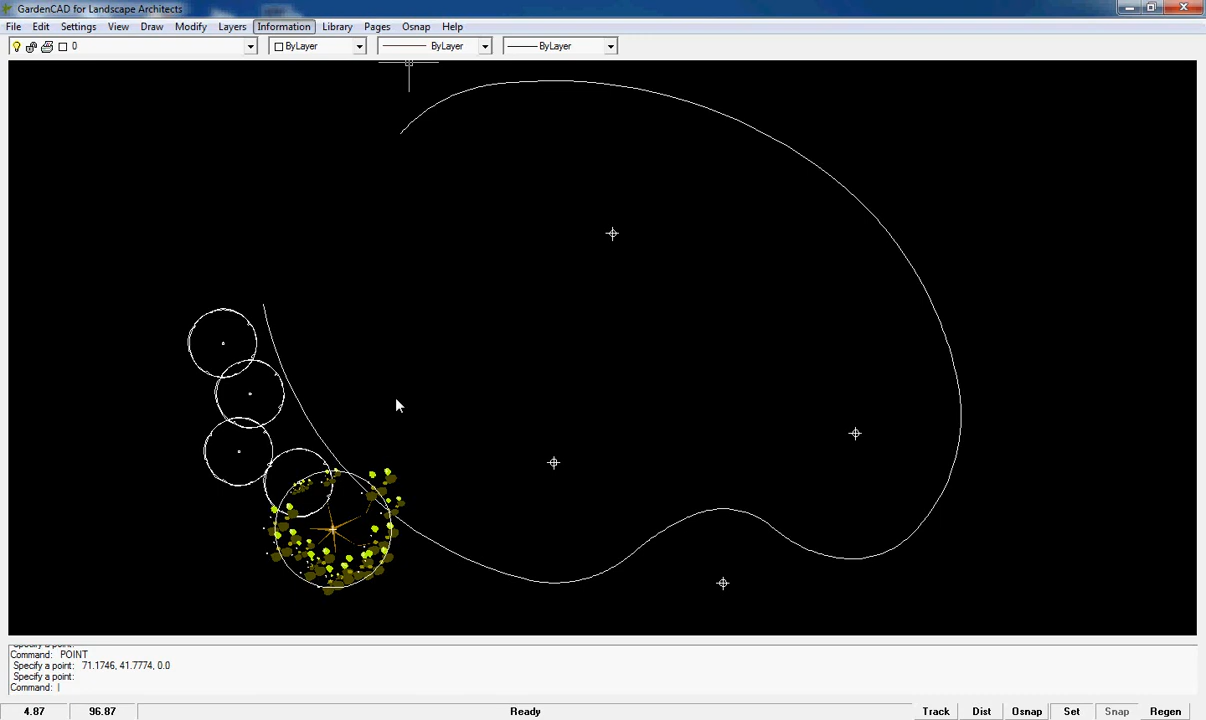 GardenCAD for Landscape Architects
File Edit Settings View Draw Modify Layers Information Library Pages Osnap Help
0 ByLayer ByLayer ByLayer
Command: POINT
Specify a point: 71.1746, 41.7774, 0.0
Specify a point:
Command:
4.87 96.87 Ready Track Dist Osnap Set Snap Regen